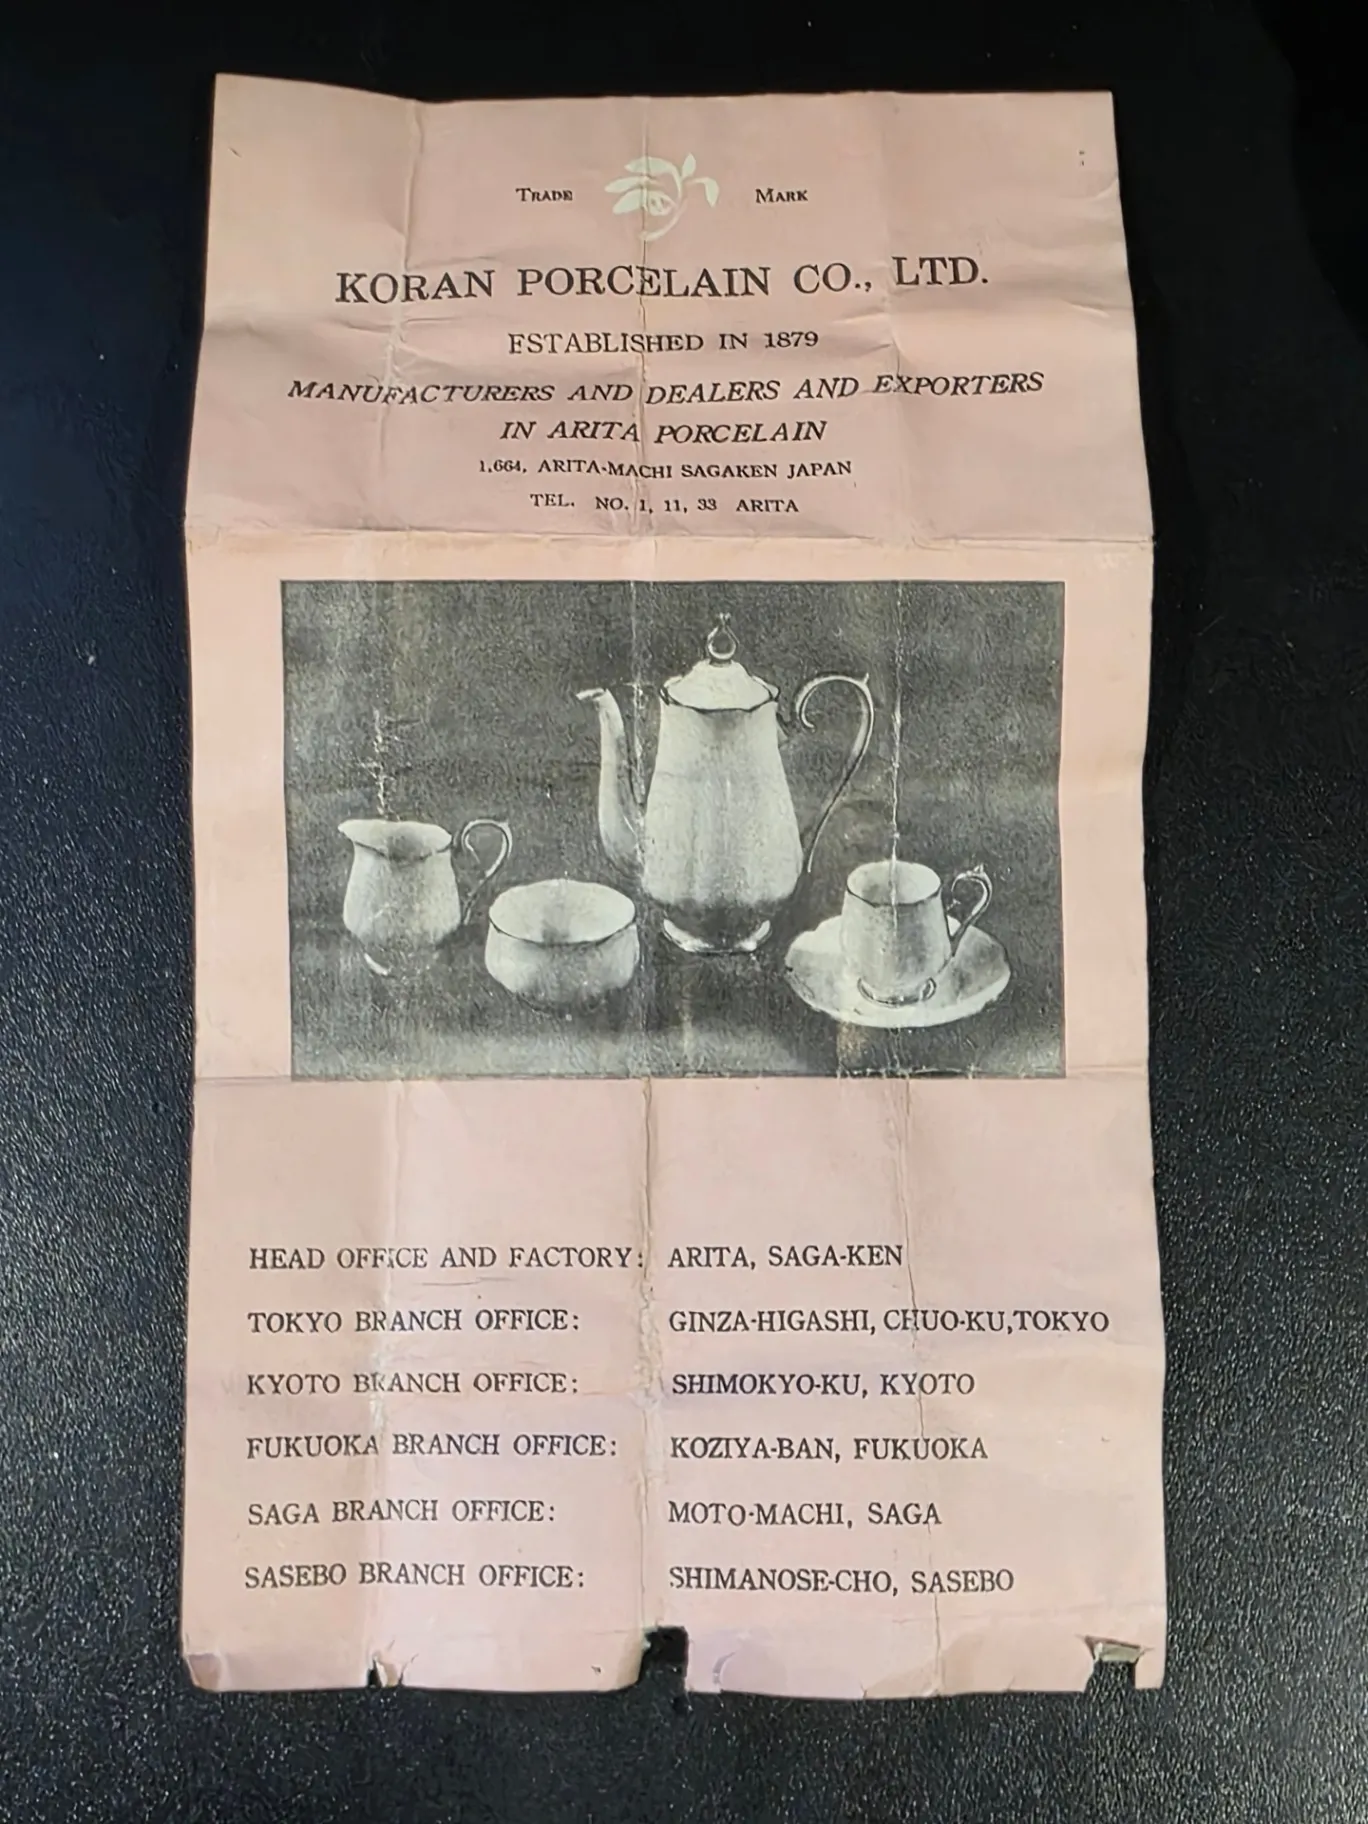 TRADE MARK
KORAN PORCELAIN CO., LTD.
ESTABLISHED IN 1879
MANUFACTURERS AND DEALERS AND EXPORTERS
IN ARITA PORCELAIN
1,664, ARITA-MACHI SAGAKEN JAPAN
TEL. NO. 1, 11, 33 ARITA
HEAD OFFICE AND FACTORY: ARITA, SAGA-KEN
TOKYO BRANCH OFFICE: GINZA-HIGASHI, CHUO-KU,TOKYO
KYOTO BRANCH OFFICE: SHIMOKYO-KU, KYOTO
FUKUOKA BRANCH OFFICE: KOZIYA-BAN, FUKUOKA
SAGA BRANCH OFFICE: MOTO-MACHI, SAGA
SASEBO BRANCH OFFICE: SHIMANOSE-CHO, SASEBO